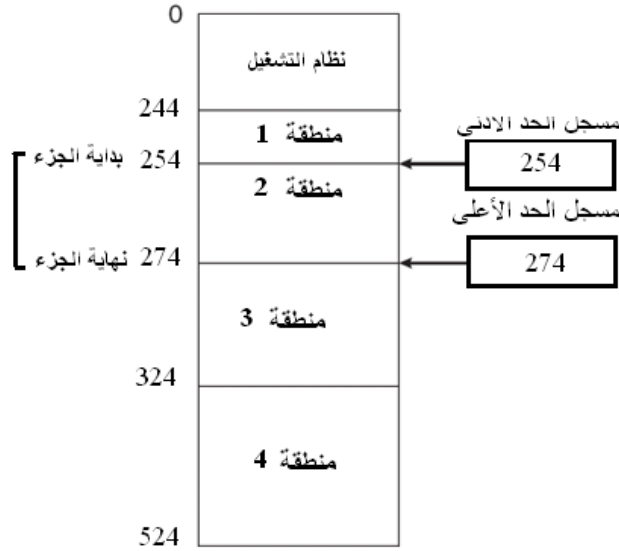 0
نظام التشغيل
244
منطقة 1
مسجل الحد الادنى
بداية الجزء 254
254
منطقة 2
مسجل الحد الأعلى
نهاية الجزء 274
274
منطقة 3
324
منطقة 4
524